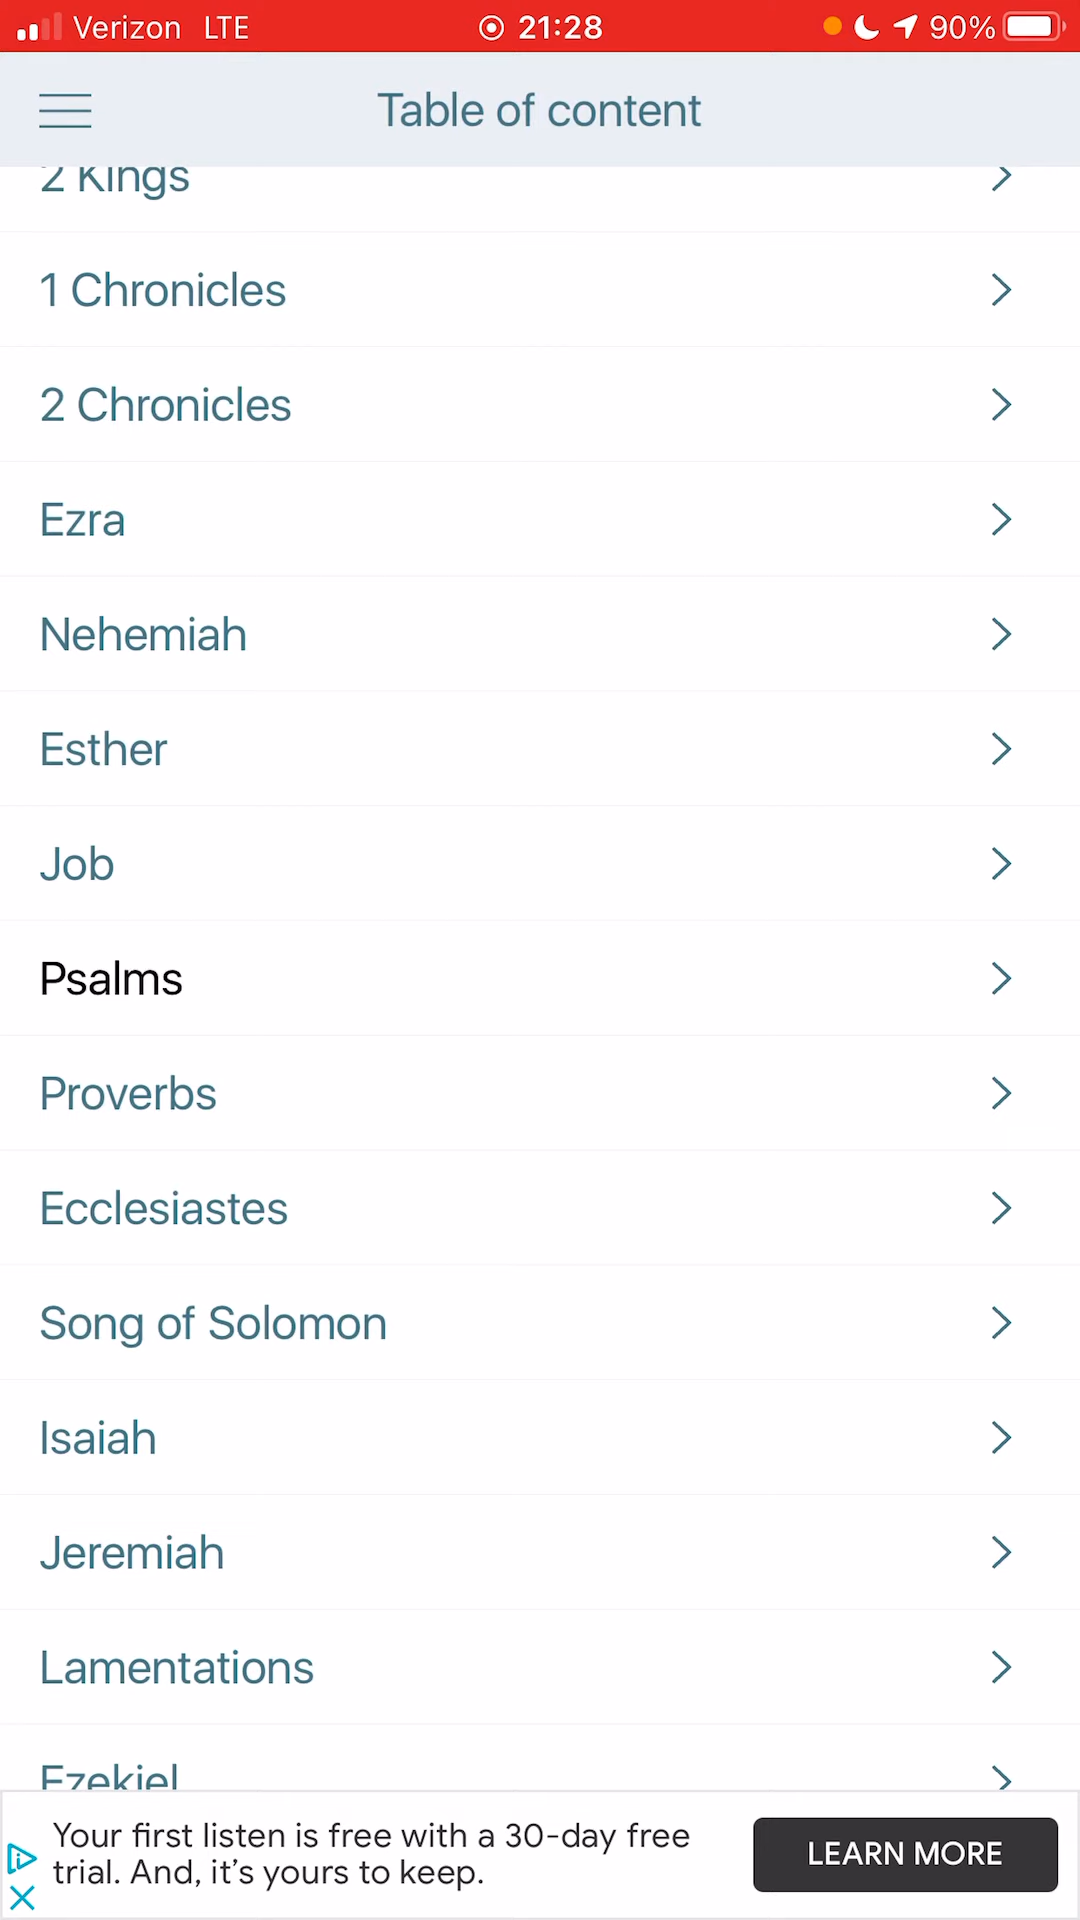 Verizon LTE 21:28 90%
Table of content
2 Kings
1 Chronicles
2 Chronicles
Ezra
Nehemiah
Esther
Job
Psalms
Proverbs
Ecclesiastes
Song of Solomon
Isaiah
Jeremiah
Lamentations
Ezekiel
Your first listen is free with a 30-day free
trial. And, it's yours to keep.
LEARN MORE